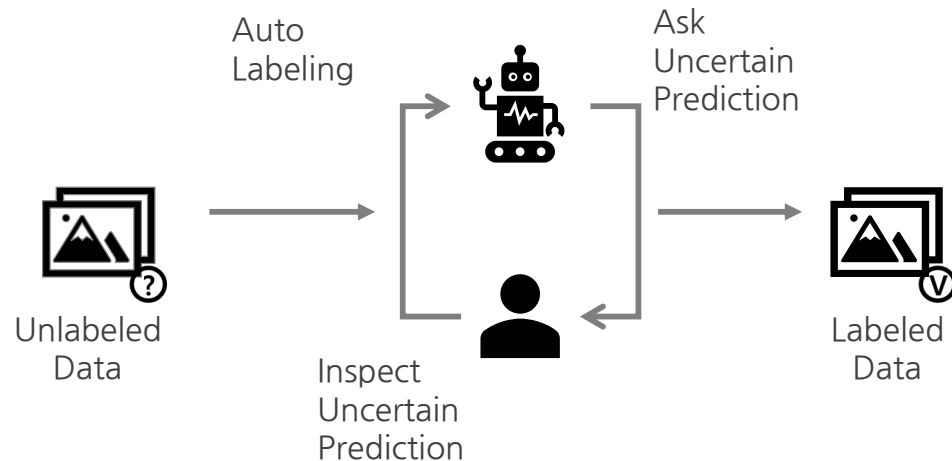 Auto
Labeling
Ask
Uncertain
Prediction
?
Unlabeled
Data
V
Labeled
Data
Inspect
Uncertain
Prediction